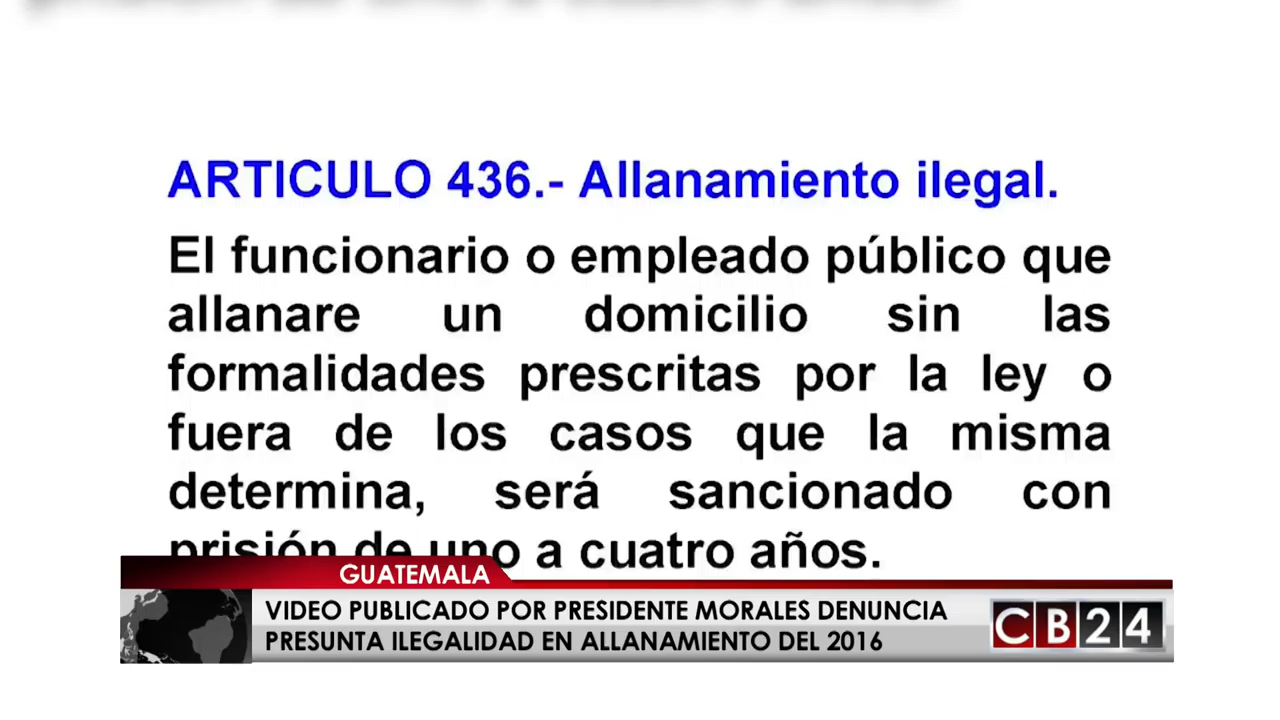 ARTICULO 436.- Allanamiento ilegal.
El funcionario o empleado público que
allanare un domicilio sin las
formalidades prescritas por la ley o
fuera de los casos que la misma
determina, será sancionado con
prisión de uno a cuatro años.
GUATEMALA
VIDEO PUBLICADO POR PRESIDENTE MORALES DENUNCIA
PRESUNTA ILEGALIDAD EN ALLANAMIENTO DEL 2016
CB24